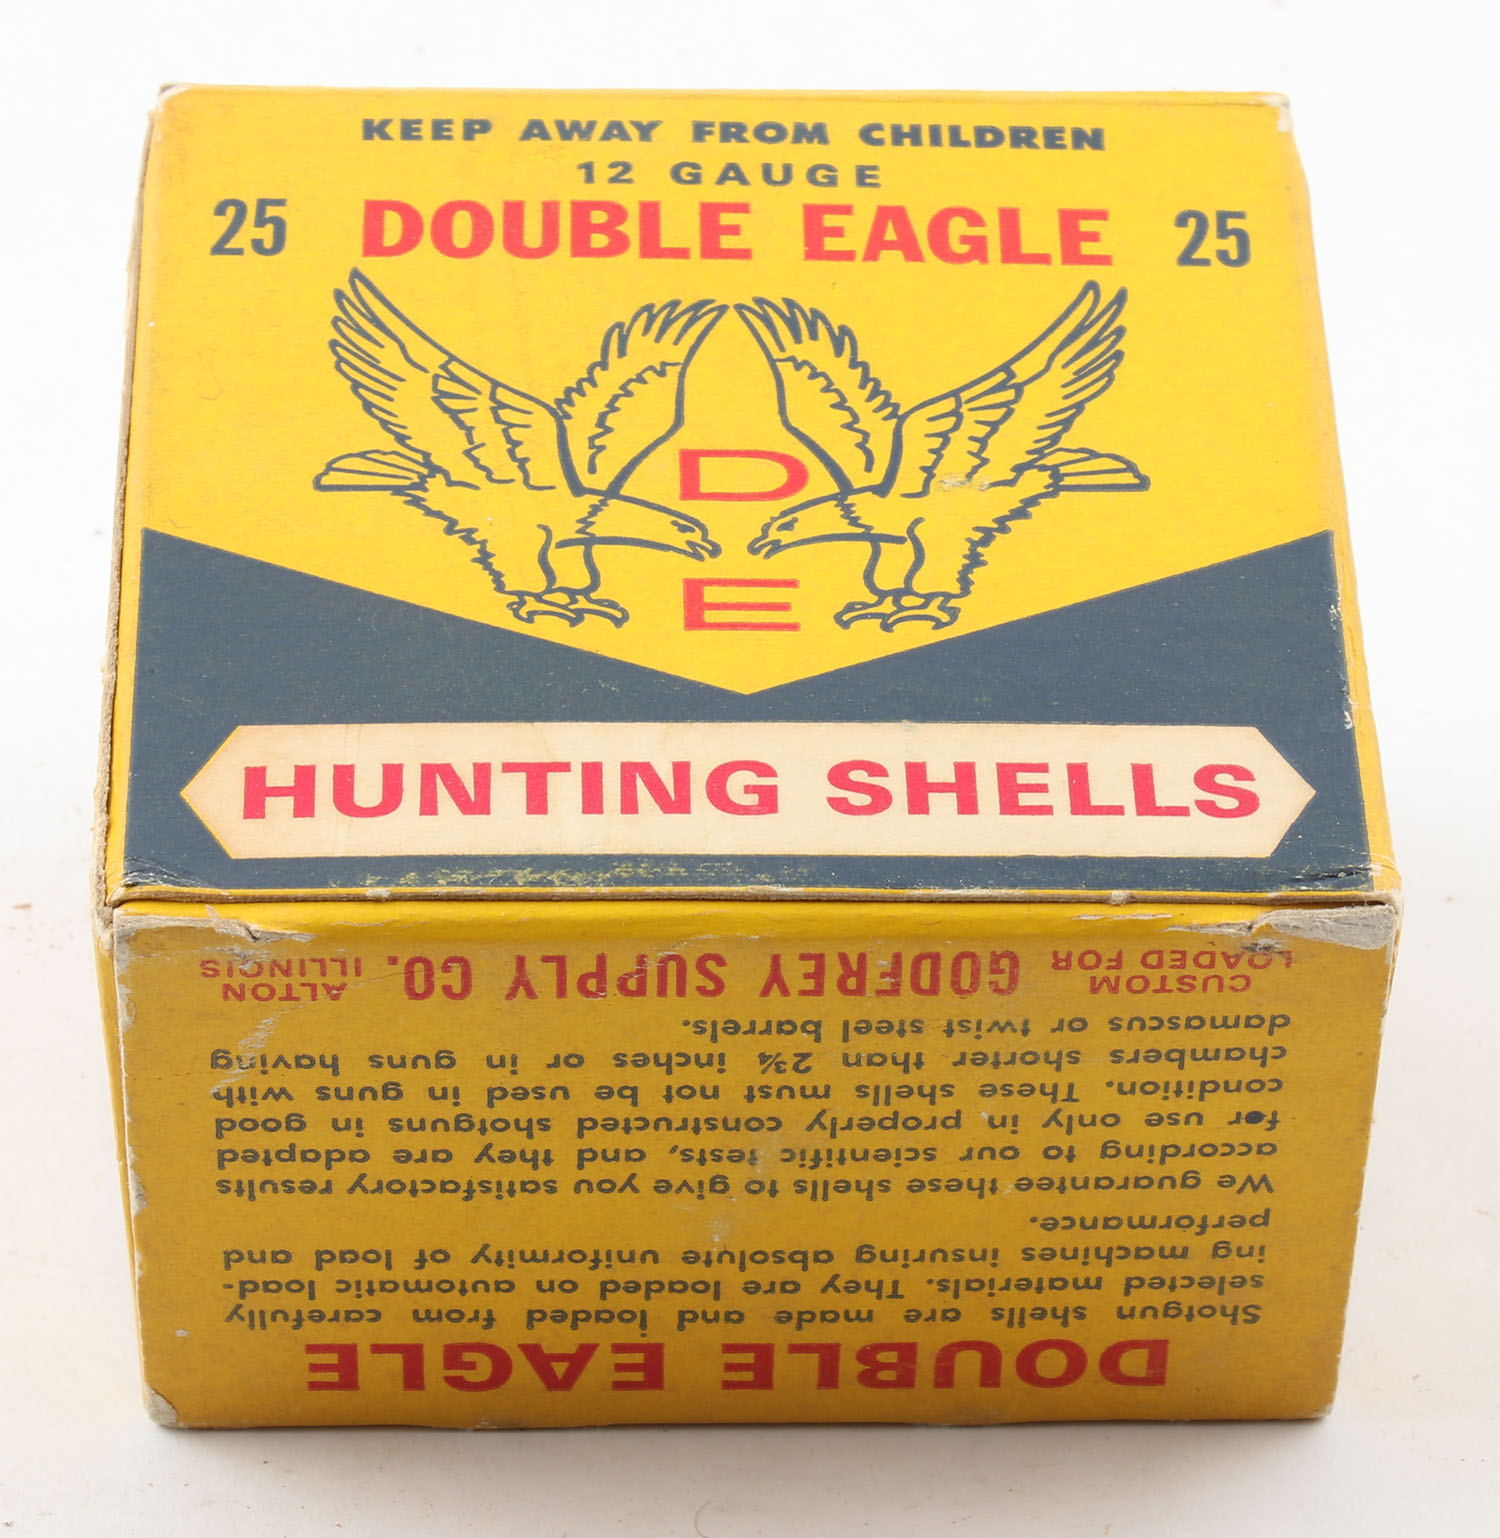 KEEP AWAY FROM CHILDREN
12 GAUGE
25 DOUBLE EAGLE 25
D
E
HUNTING SHELLS
DOUBLE EAGLE
Shotgun shells are made and loaded from carefully
selected materials. They are loaded on automatic load-
ing machines insuring absolute uniformity of load and
performance.
We guarantee these shells to give you satisfactory results
according to our scientific tests, and they are adapted
for use only in properly constructed shotguns in good
condition. These shells must not be used in guns with
chambers shorter than 2¾ inches or in guns having
damascus or twist steel barrels.
CUSTOM
LOADED FOR
GODFREY SUPPLY CO.
ALTON
ILLINOIS